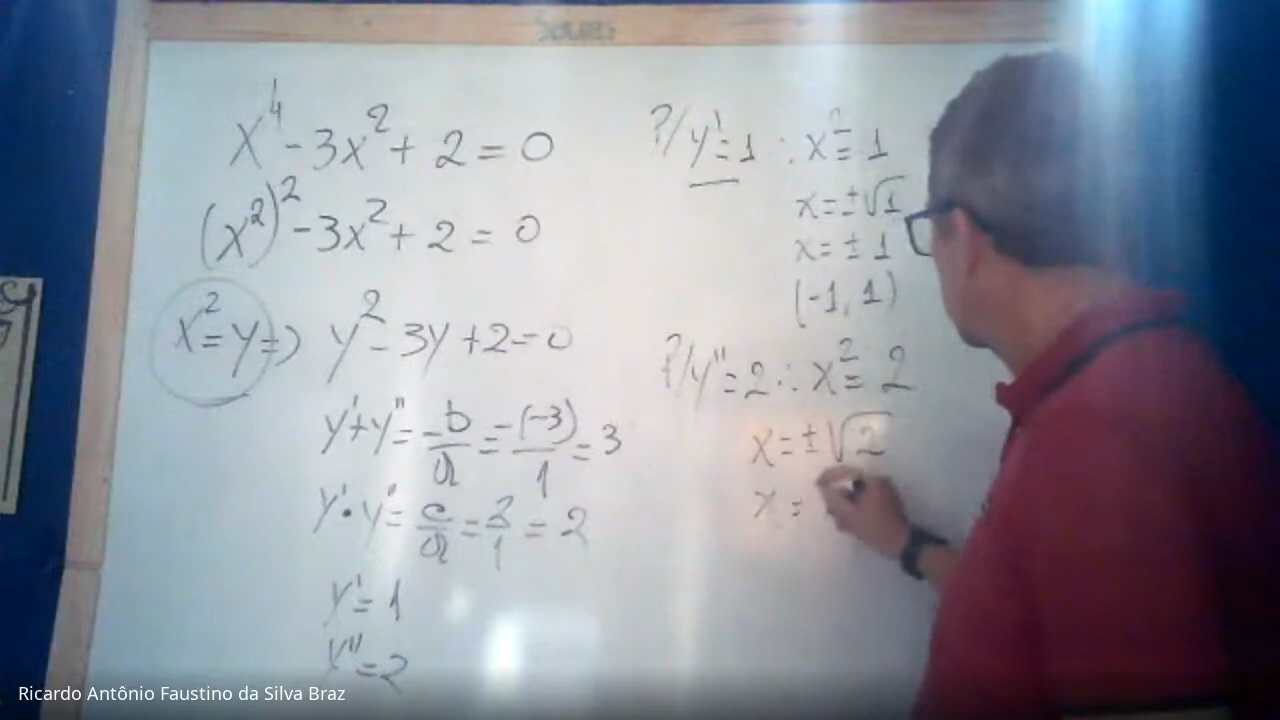 x⁴ - 3x² + 2 = 0
(x²)² - 3x² + 2 = 0
x² = y => y² - 3y + 2 = 0
y' + y'' = -b/a = -(-3)/1 = 3
y' • y'' = c/a = 2/1 = 2
y' = 1
y'' = 2
P/ y' = 1 ∴ x² = 1
x = ±√1
x = ± 1
(-1, 1)
P/ y'' = 2 ∴ x² = 2
x = ±√2
x =
Ricardo Antônio Faustino da Silva Braz